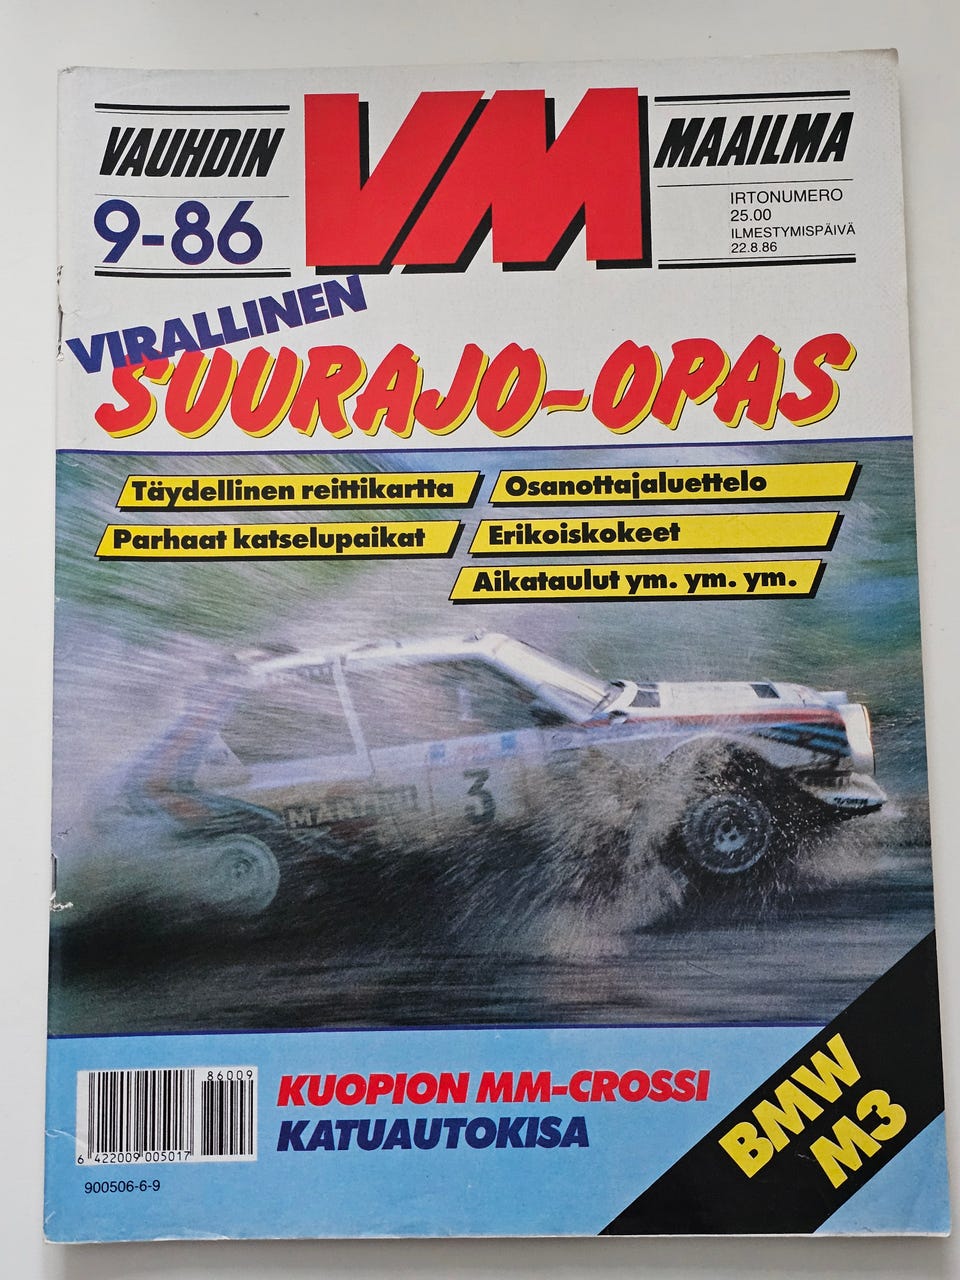 VAUHDIN
VM
MAAILMA
9-86
IRTONUMERO
25.00
ILMESTYMISPÄIVÄ
22.8.86
VIRALLINEN
SUURAJO-OPAS
Täydellinen reittikartta
Osanottajaluettelo
Parhaat katselupaikat
Erikoiskokeet
Aikataulut ym. ym. ym.
MARTINI
3
86009
KUOPION MM-CROSSI
KATUAUTOKISA
BMW
M3
6 422009 005017
900506-6-9